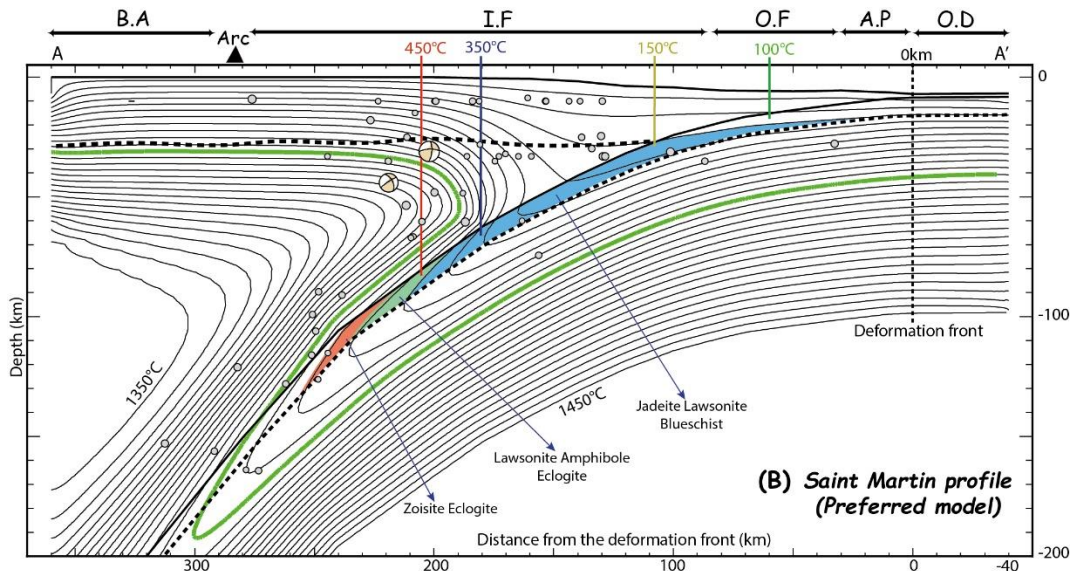 B.A I.F O.F A.P O.D
A Arc 450°C 350°C 150°C 100°C 0km A'
0
-100
-200
Depth (km)
1350°C
1450°C
Deformation front
Jadeite Lawsonite
Blueschist
Lawsonite Amphibole
Eclogite
Zoisite Eclogite
(B) Saint Martin profile
(Preferred model)
Distance from the deformation front (km)
300 200 100 0 -40